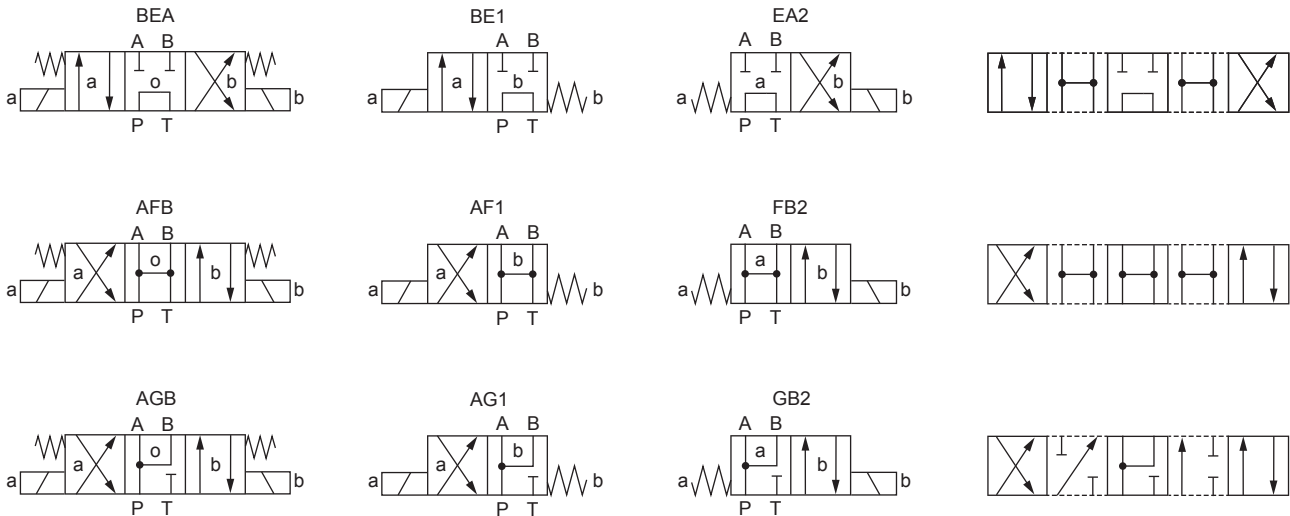 BEA BE1 EA2
A B A B A B
a a o b b a b b a a b b
P T P T P T
AFB AF1 FB2
A B A B A B
a a o b b a a b b a a b b
P T P T P T
AGB AG1 GB2
A B A B A B
a a o b b a a b b a a b b
P T P T P T